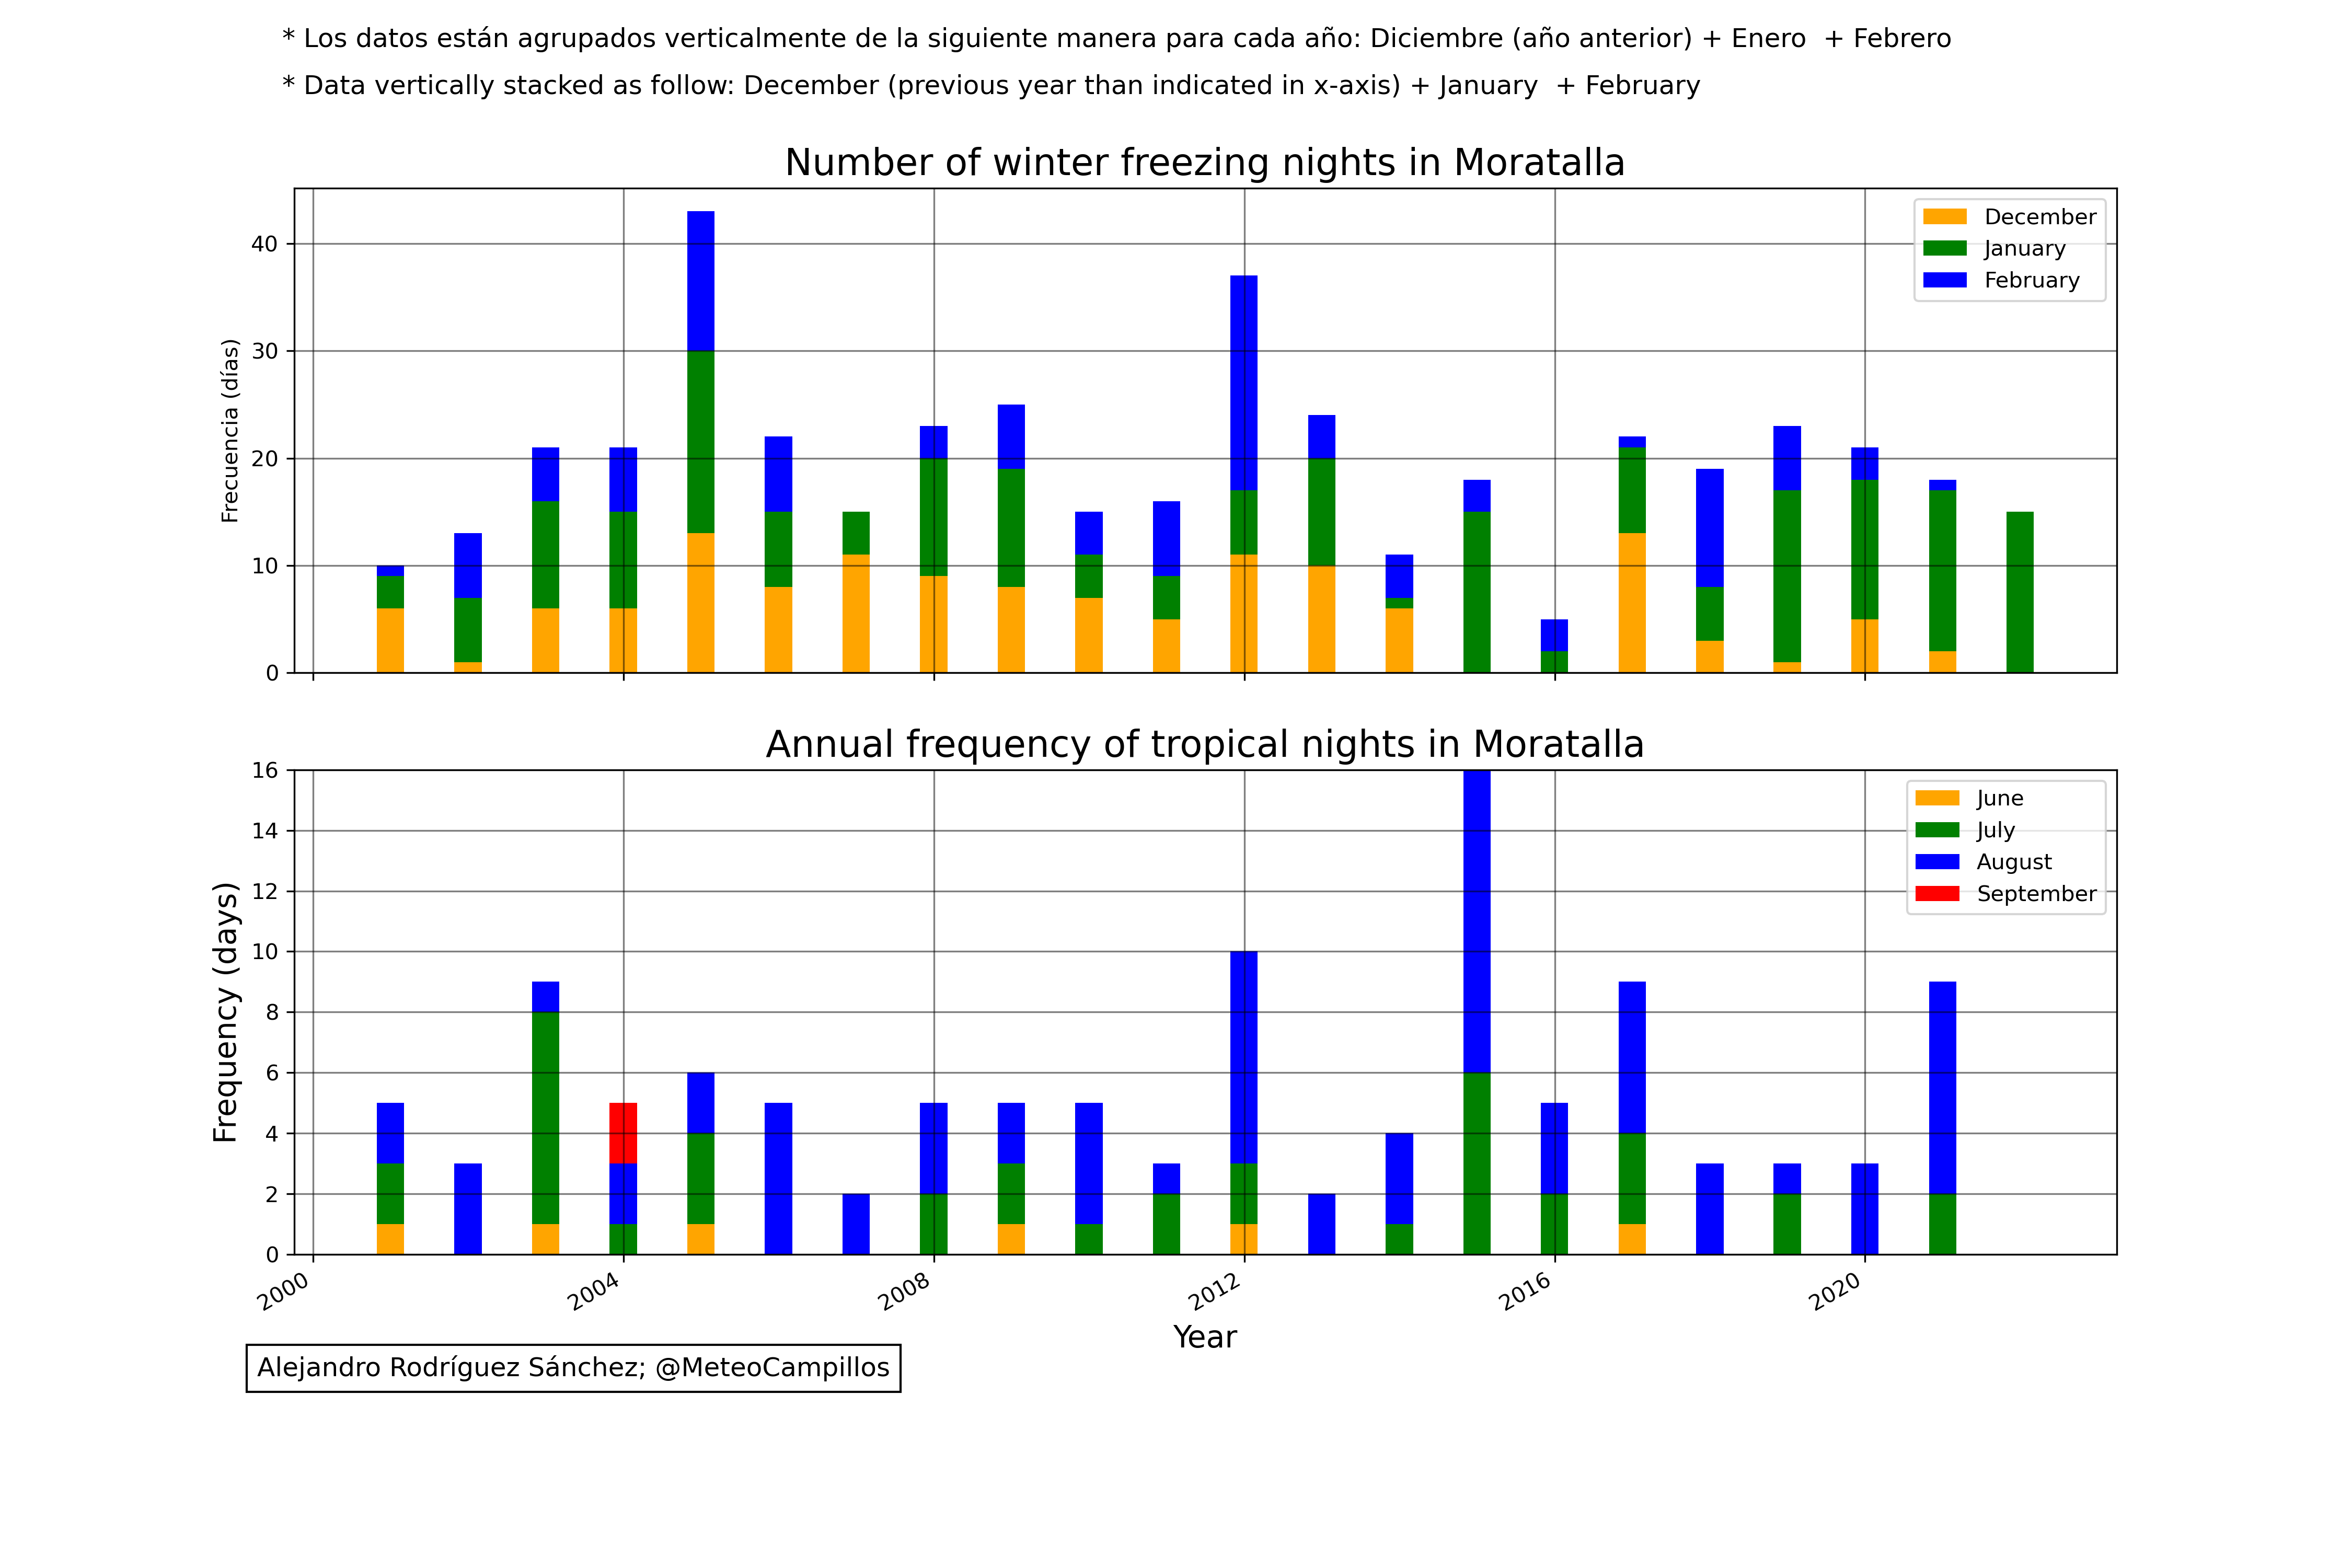 * Los datos están agrupados verticalmente de la siguiente manera para cada año: Diciembre (año anterior) + Enero  + Febrero
* Data vertically stacked as follow: December (previous year than indicated in x-axis) + January  + February
Number of winter freezing nights in Moratalla
Frecuencia (días)
40
30
20
10
0
December
January
February
Annual frequency of tropical nights in Moratalla
Frequency (days)
16
14
12
10
8
6
4
2
0
June
July
August
September
2000
2004
2008
2012
2016
2020
Year
Alejandro Rodríguez Sánchez; @MeteoCampillos